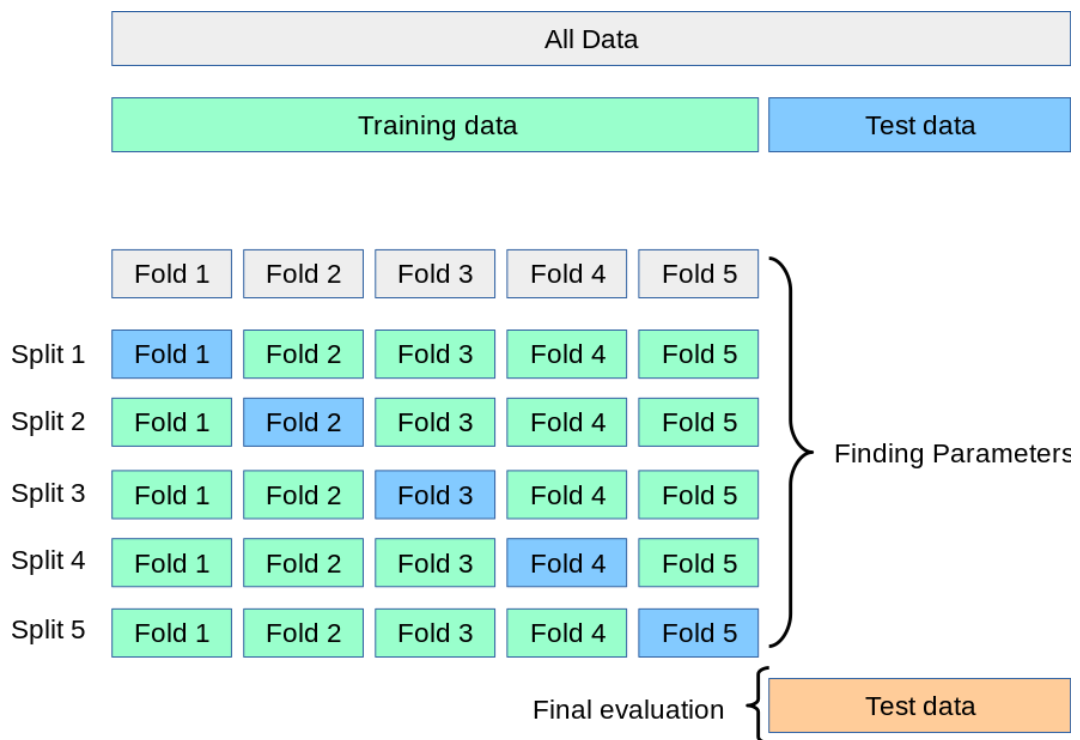 All Data
Training data Test data
Fold 1 Fold 2 Fold 3 Fold 4 Fold 5
Split 1 Fold 1 Fold 2 Fold 3 Fold 4 Fold 5
Split 2 Fold 1 Fold 2 Fold 3 Fold 4 Fold 5
Finding Parameters
Split 3 Fold 1 Fold 2 Fold 3 Fold 4 Fold 5
Split 4 Fold 1 Fold 2 Fold 3 Fold 4 Fold 5
Split 5 Fold 1 Fold 2 Fold 3 Fold 4 Fold 5
Final evaluation Test data